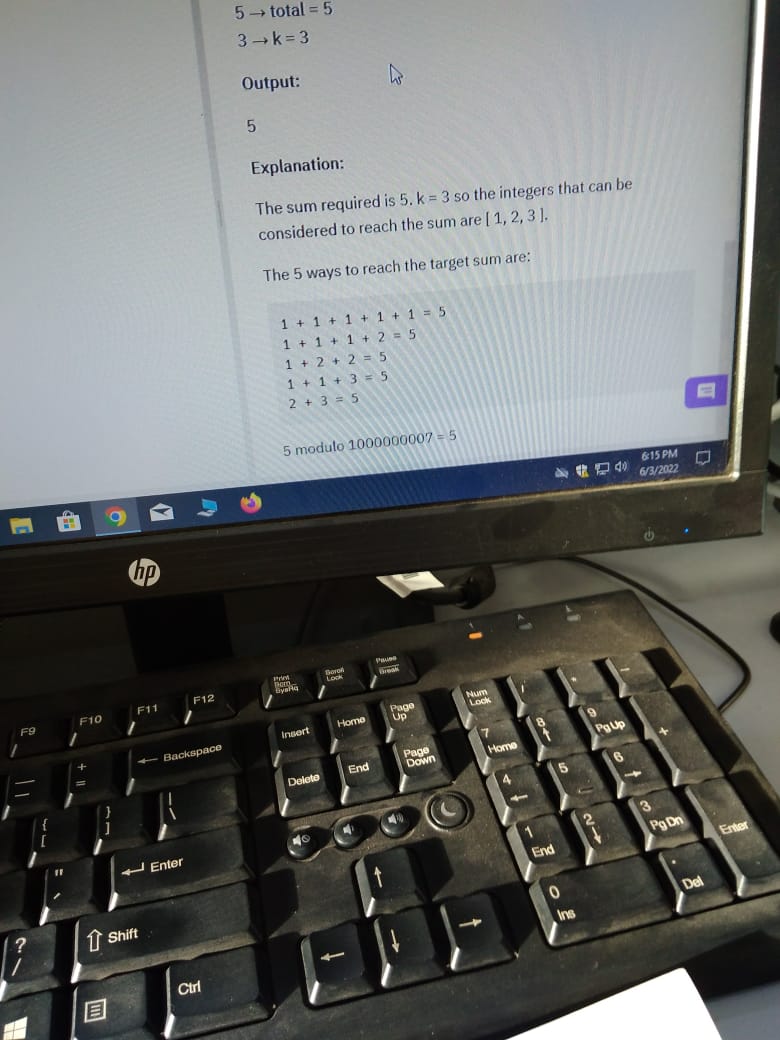 5 → total = 5
3 → k = 3
Output:
5
Explanation:
The sum required is 5. k = 3 so the integers that can be
considered to reach the sum are [ 1, 2, 3 ].
The 5 ways to reach the target sum are:
1 + 1 + 1 + 1 + 1 = 5
1 + 1 + 1 + 2 = 5
1 + 2 + 2 = 5
1 + 1 + 3 = 5
2 + 3 = 5
5 modulo 1000000007 = 5
6:15 PM
6/3/2022
hp
Print
Scrn
SysRq
Scroll
Lock
Pause
Break
F9
F10
F11
F12
Insert
Home
Page
Up
Num
Lock
/
*
-
+
=
← Backspace
Delete
End
Page
Down
7
Home
8
↑
9
PgUp
+
{
[
}
]
|
\
4
←
5
6
→
"
'
↵ Enter
1
End
2
↓
3
PgDn
Enter
?
/
⇧ Shift
↑
0
Ins
.
Del
Ctrl
←
↓
→